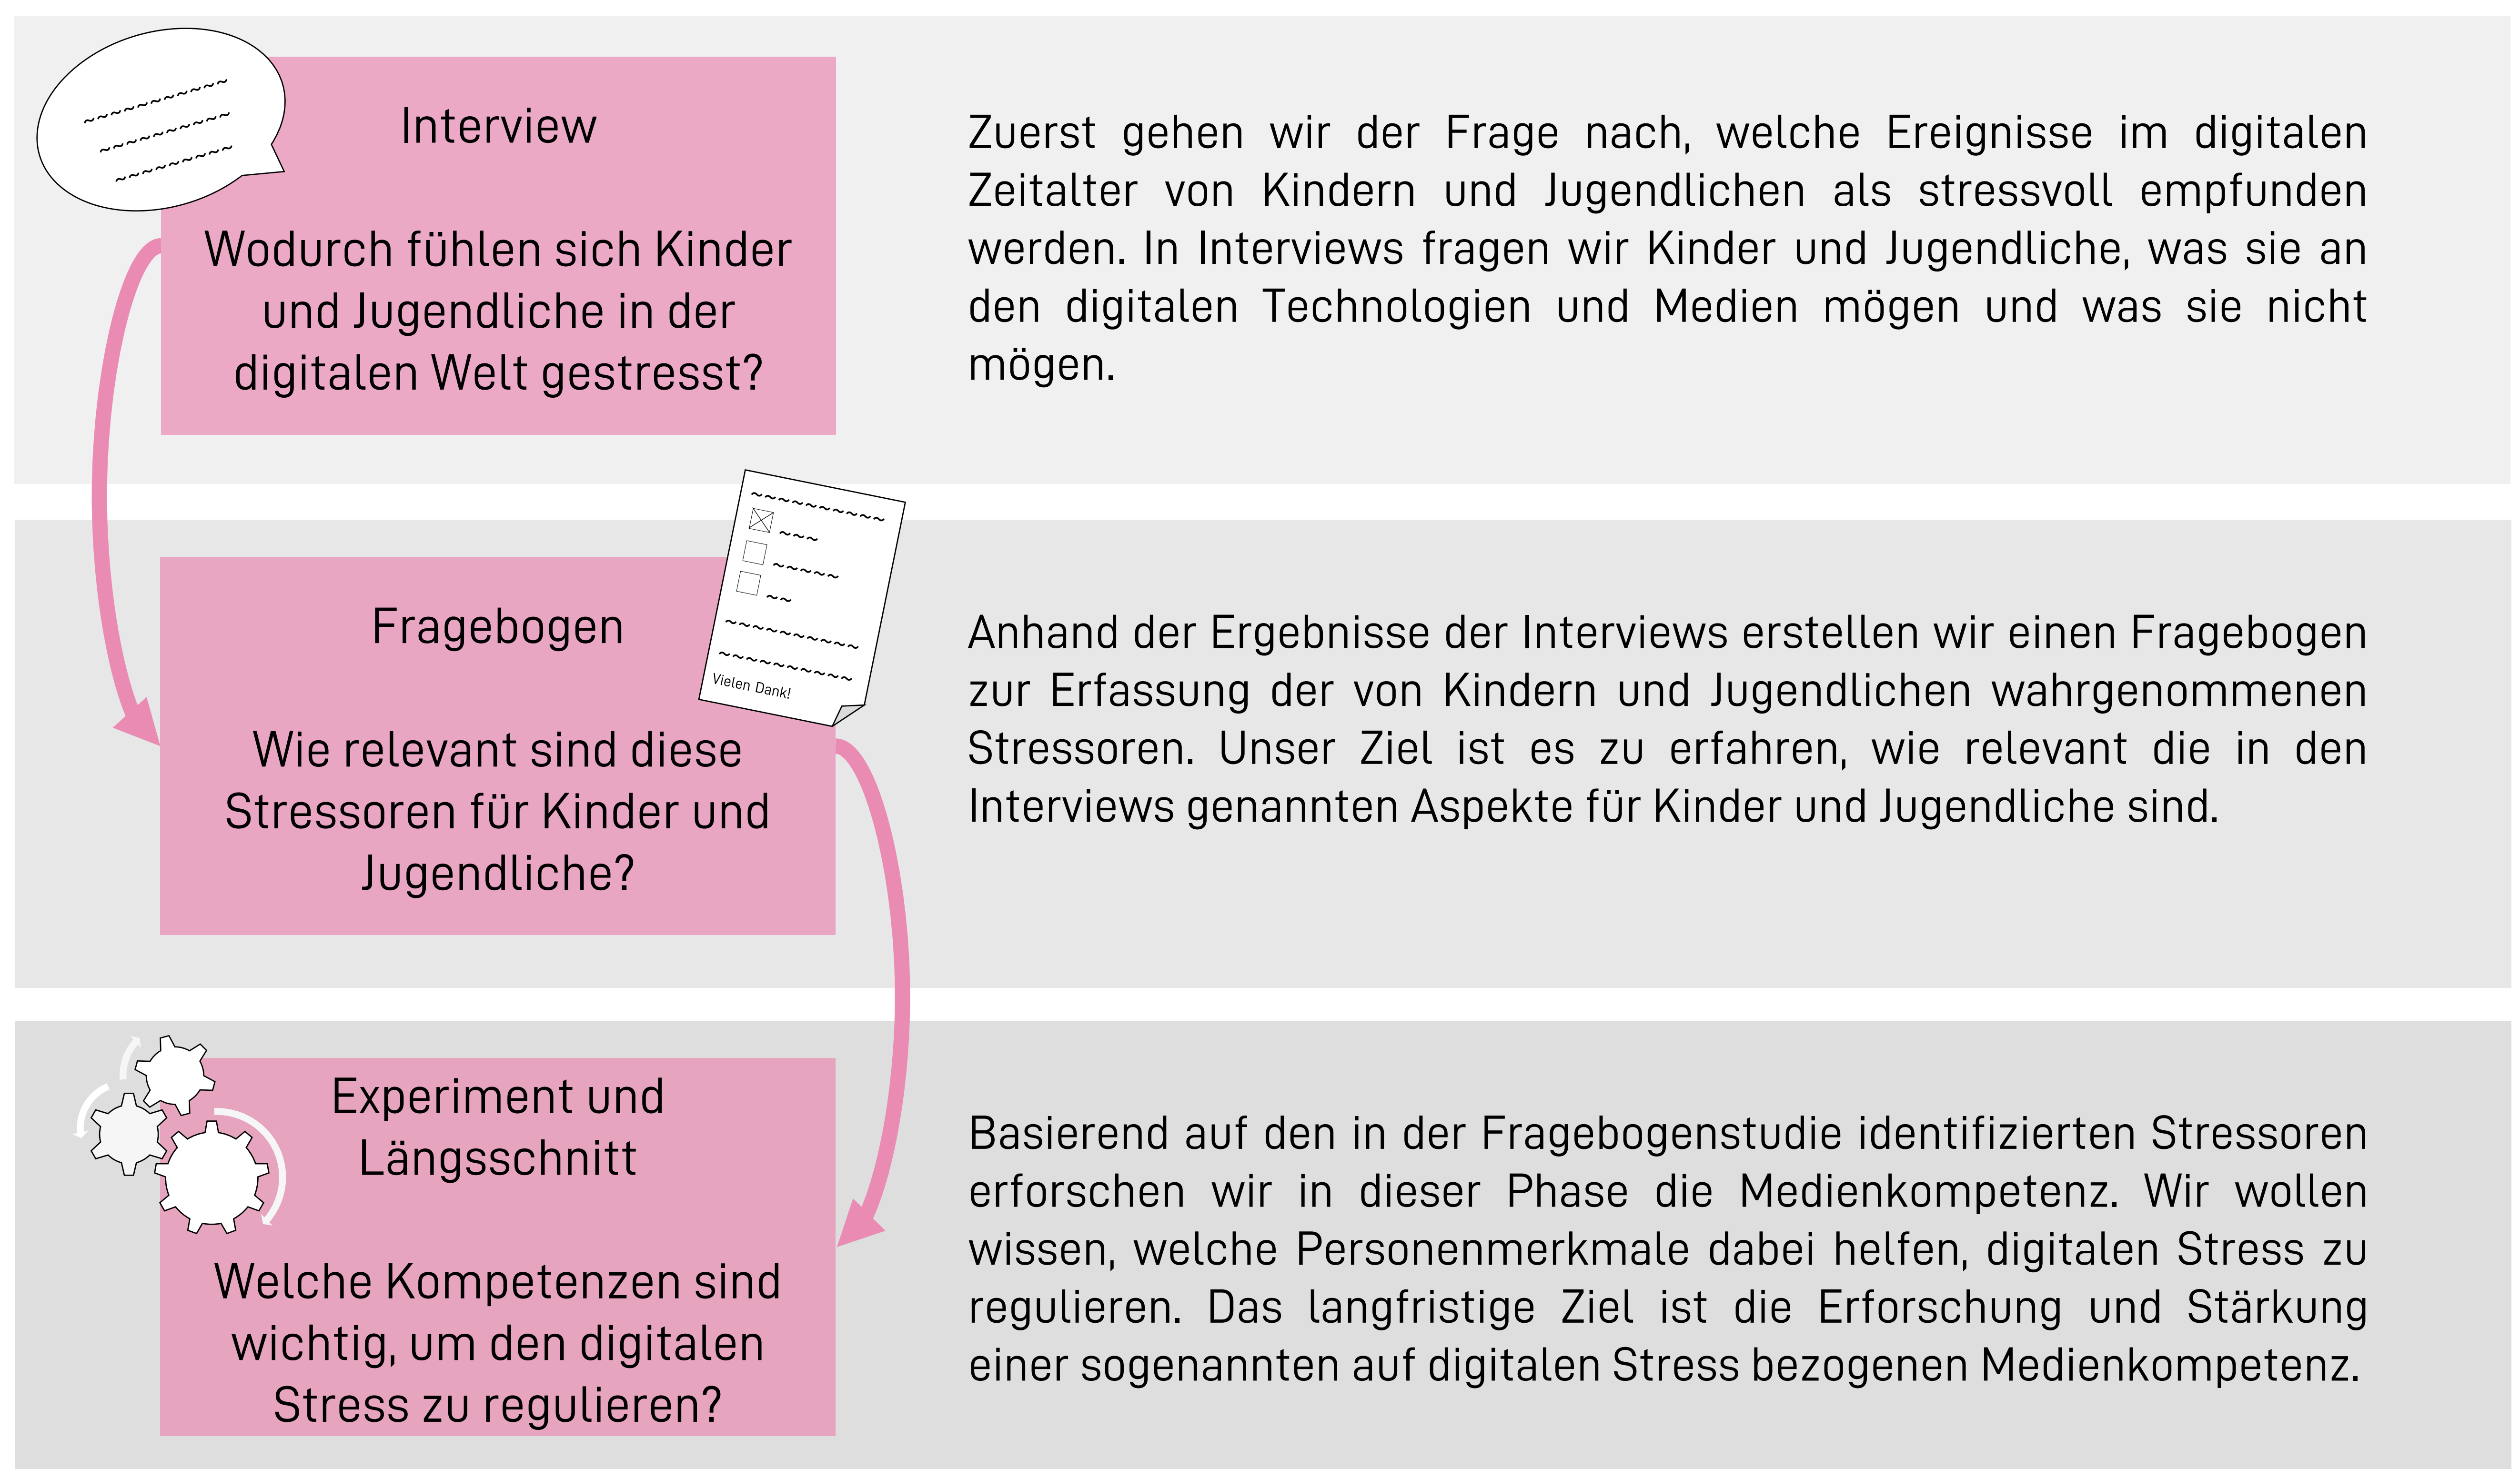 Interview
Wodurch fühlen sich Kinder
und Jugendliche in der
digitalen Welt gestresst?
Zuerst gehen wir der Frage nach, welche Ereignisse im digitalen
Zeitalter von Kindern und Jugendlichen als stressvoll empfunden
werden. In Interviews fragen wir Kinder und Jugendliche, was sie an
den digitalen Technologien und Medien mögen und was sie nicht
mögen.
Fragebogen
Wie relevant sind diese
Stressoren für Kinder und
Jugendliche?
Vielen Dank!
Anhand der Ergebnisse der Interviews erstellen wir einen Fragebogen
zur Erfassung der von Kindern und Jugendlichen wahrgenommenen
Stressoren. Unser Ziel ist es zu erfahren, wie relevant die in den
Interviews genannten Aspekte für Kinder und Jugendliche sind.
Experiment und
Längsschnitt
Welche Kompetenzen sind
wichtig, um den digitalen
Stress zu regulieren?
Basierend auf den in der Fragebogenstudie identifizierten Stressoren
erforschen wir in dieser Phase die Medienkompetenz. Wir wollen
wissen, welche Personenmerkmale dabei helfen, digitalen Stress zu
regulieren. Das langfristige Ziel ist die Erforschung und Stärkung
einer sogenannten auf digitalen Stress bezogenen Medienkompetenz.